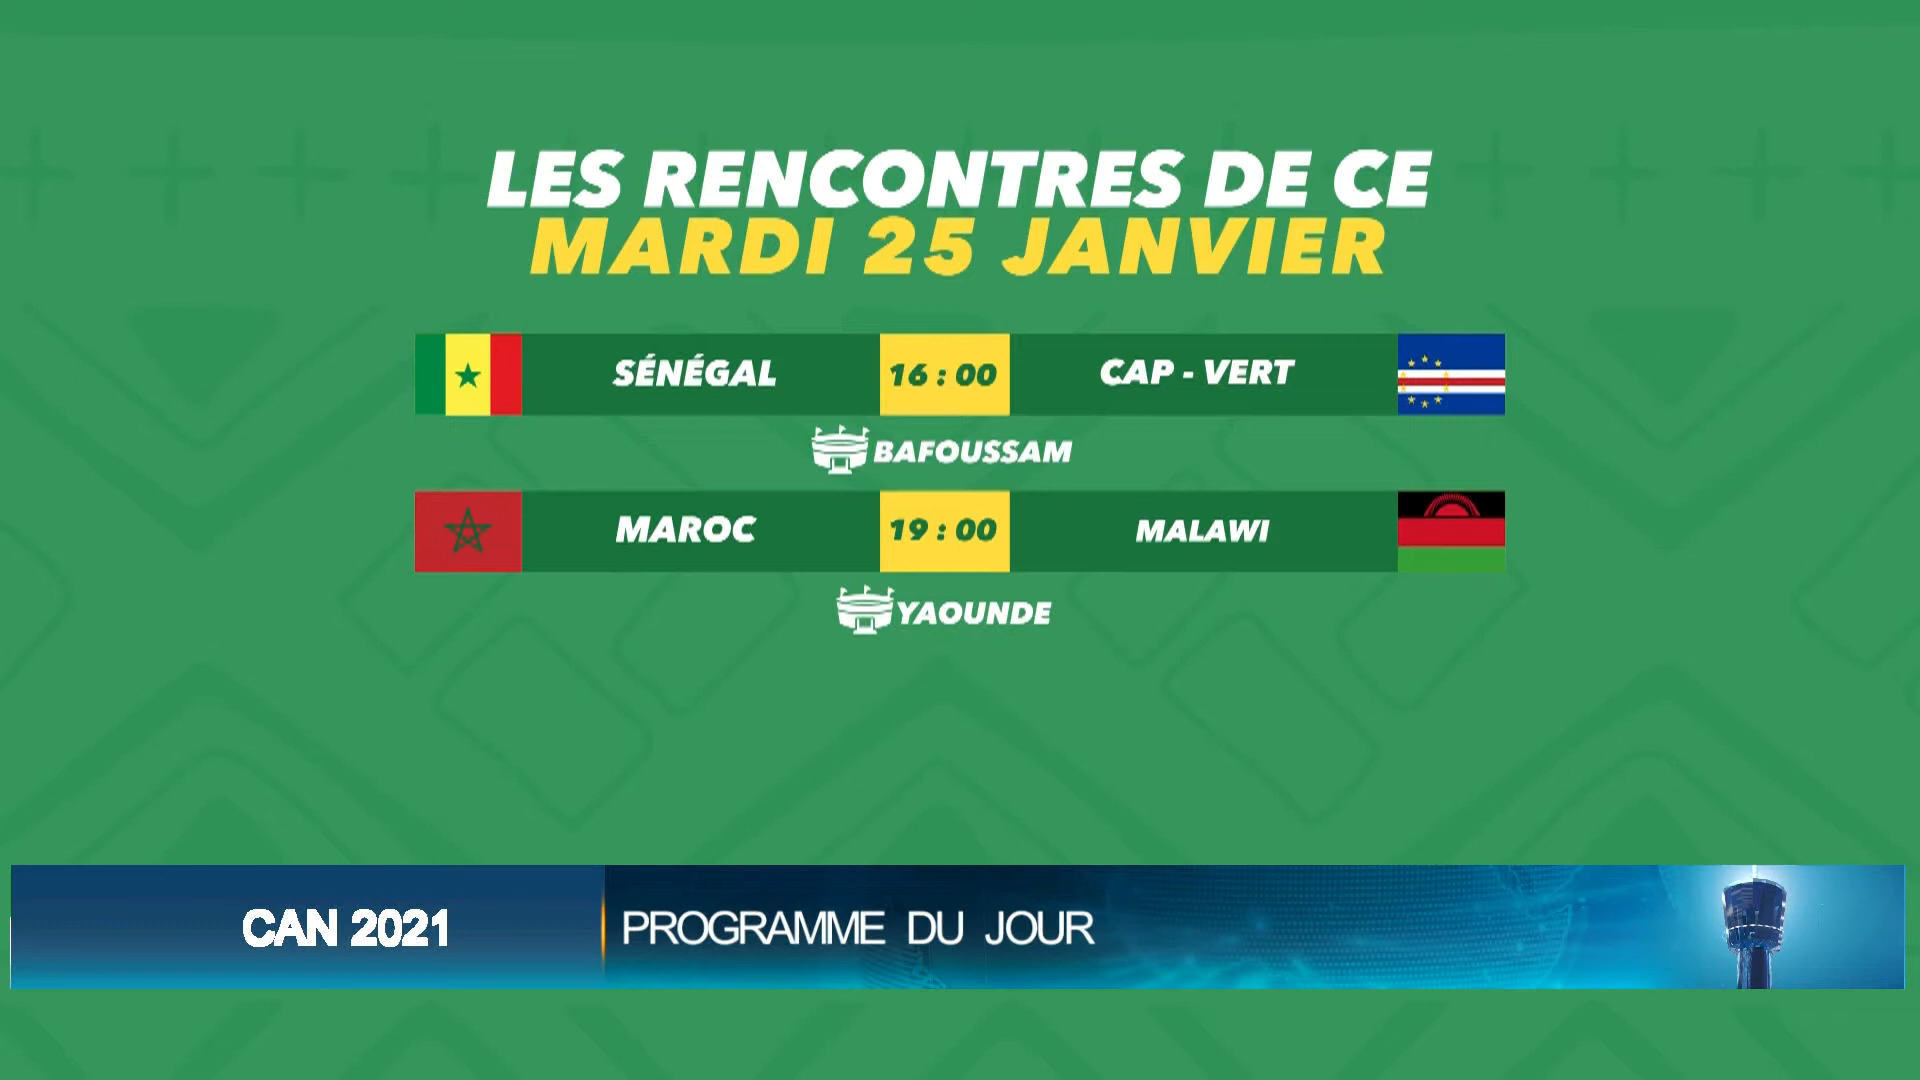 LES RENCONTRES DE CE
MARDI 25 JANVIER
SÉNÉGAL 16 : 00 CAP - VERT
BAFOUSSAM
MAROC 19 : 00 MALAWI
YAOUNDE
CAN 2021 PROGRAMME DU JOUR